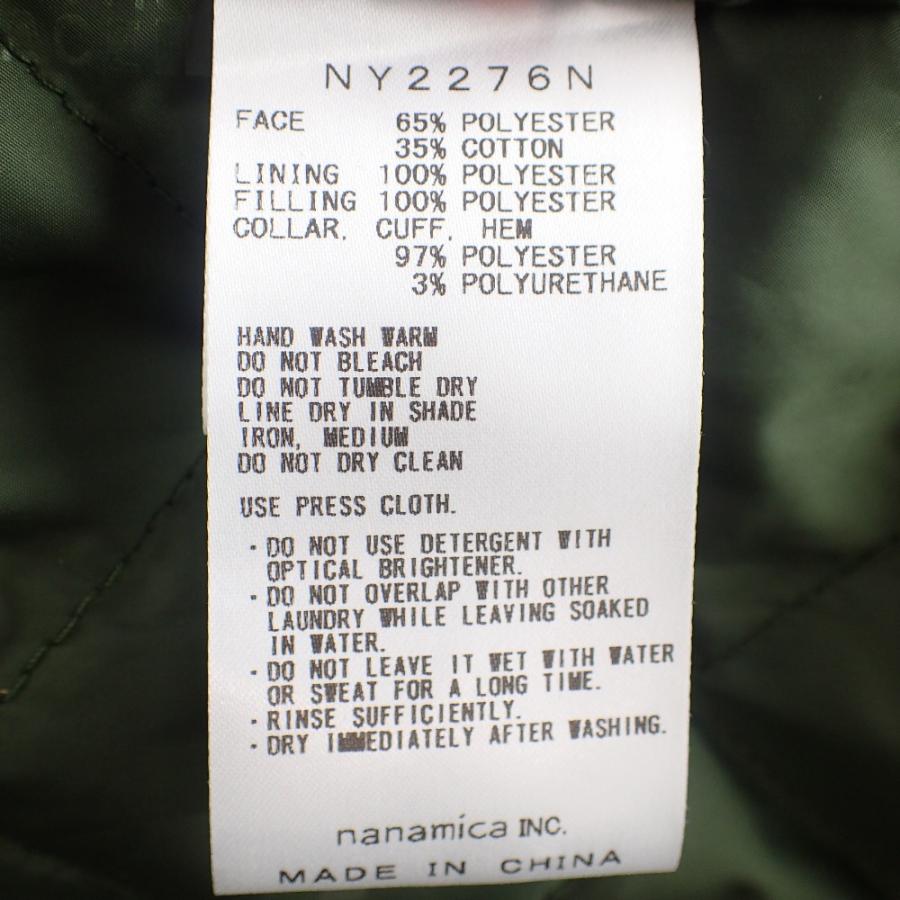 NY2276N
FACE 65% POLYESTER
35% COTTON
LINING 100% POLYESTER
FILLING 100% POLYESTER
COLLAR, CUFF, HEM
97% POLYESTER
3% POLYURETHANE
HAND WASH WARM
DO NOT BLEACH
DO NOT TUMBLE DRY
LINE DRY IN SHADE
IRON, MEDIUM
DO NOT DRY CLEAN
USE PRESS CLOTH.
・DO NOT USE DETERGENT WITH
OPTICAL BRIGHTENER.
・DO NOT OVERLAP WITH OTHER
LAUNDRY WHILE LEAVING SOAKED
IN WATER.
・DO NOT LEAVE IT WET WITH WATER
OR SWEAT FOR A LONG TIME.
・RINSE SUFFICIENTLY.
・DRY IMMEDIATELY AFTER WASHING.
nanamica INC.
MADE IN CHINA